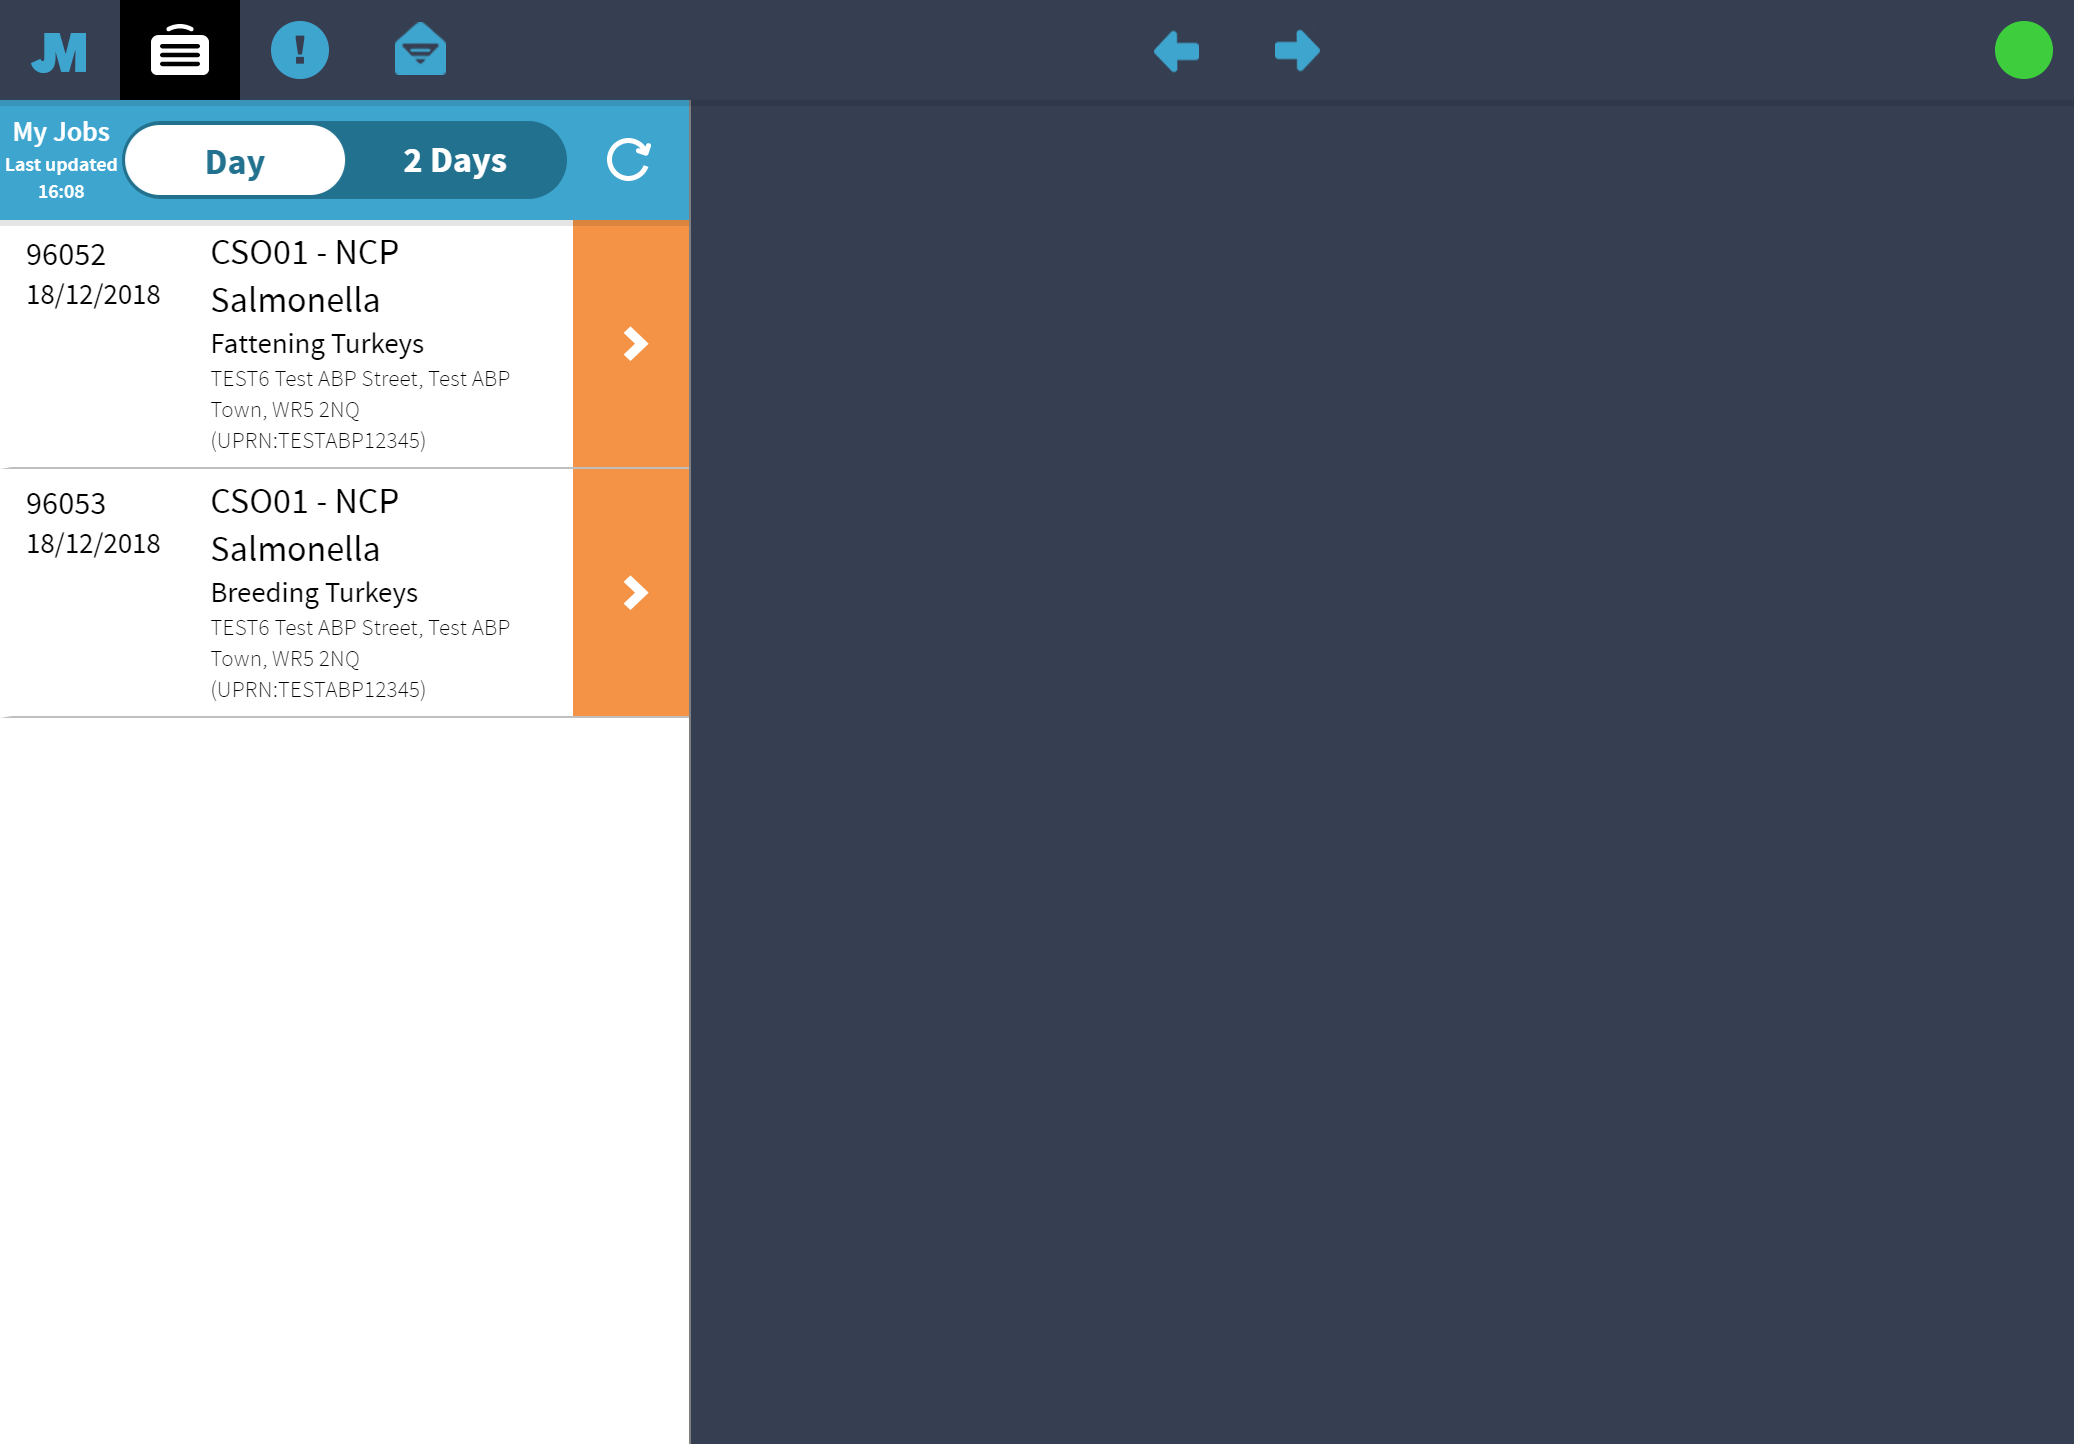 JM
My Jobs
Last updated
16:08
Day
2 Days
96052
18/12/2018
CSO01 - NCP
Salmonella
Fattening Turkeys
TEST6 Test ABP Street, Test ABP
Town, WR5 2NQ
(UPRN:TESTABP12345)
96053
18/12/2018
CSO01 - NCP
Salmonella
Breeding Turkeys
TEST6 Test ABP Street, Test ABP
Town, WR5 2NQ
(UPRN:TESTABP12345)